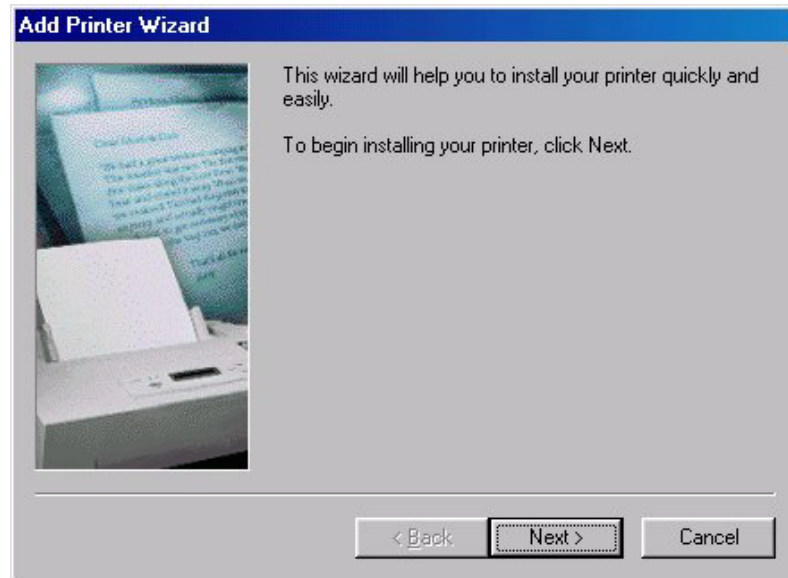 Add Printer Wizard
This wizard will help you to install your printer quickly and
easily.
To begin installing your printer, click Next.
< Back
Next >
Cancel